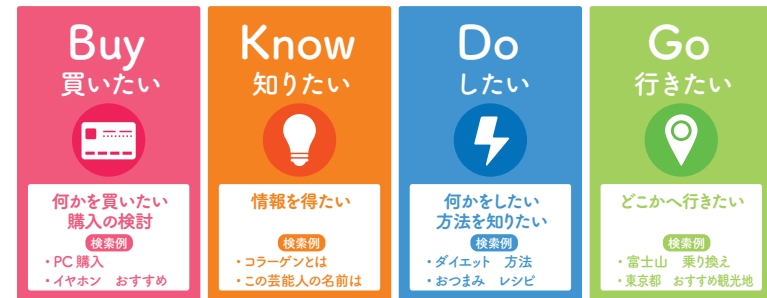 Buy
買いたい
何かを買いたい
購入の検討
検索例
・PC 購入
・イヤホン　おすすめ
Know
知りたい
情報を得たい
検索例
・コラーゲンとは
・この芸能人の名前は
Do
したい
何かをしたい
方法を知りたい
検索例
・ダイエット　方法
・おつまみ　レシピ
Go
行きたい
どこかへ行きたい
検索例
・富士山　乗り換え
・東京都　おすすめ観光地